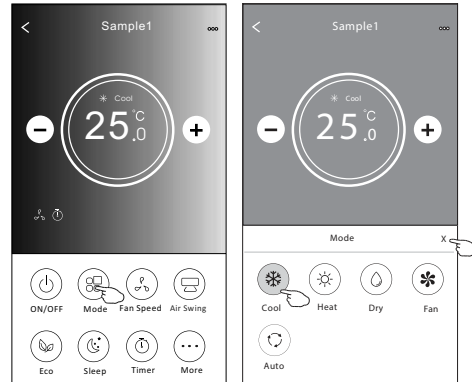 Sample1
Cool
25.0°C
ON/OFF Mode Fan Speed Air Swing
Eco Sleep Timer More
Sample1
Cool
25.0°C
Mode X
Cool Heat Dry Fan
Auto